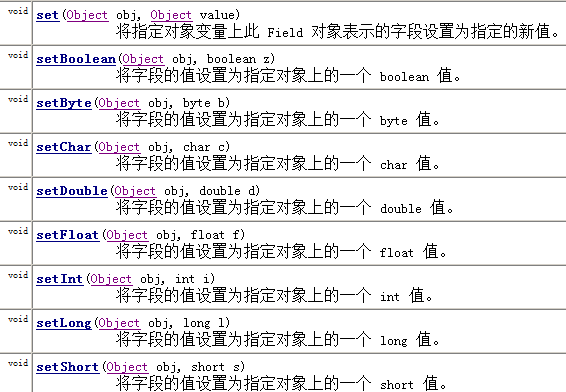 void set(Object obj, Object value)
将指定对象变量上此 Field 对象表示的字段设置为指定的新值。
void setBoolean(Object obj, boolean z)
将字段的值设置为指定对象上的一个 boolean 值。
void setByte(Object obj, byte b)
将字段的值设置为指定对象上的一个 byte 值。
void setChar(Object obj, char c)
将字段的值设置为指定对象上的一个 char 值。
void setDouble(Object obj, double d)
将字段的值设置为指定对象上的一个 double 值。
void setFloat(Object obj, float f)
将字段的值设置为指定对象上的一个 float 值。
void setInt(Object obj, int i)
将字段的值设置为指定对象上的一个 int 值。
void setLong(Object obj, long l)
将字段的值设置为指定对象上的一个 long 值。
void setShort(Object obj, short s)
将字段的值设置为指定对象上的一个 short 值。